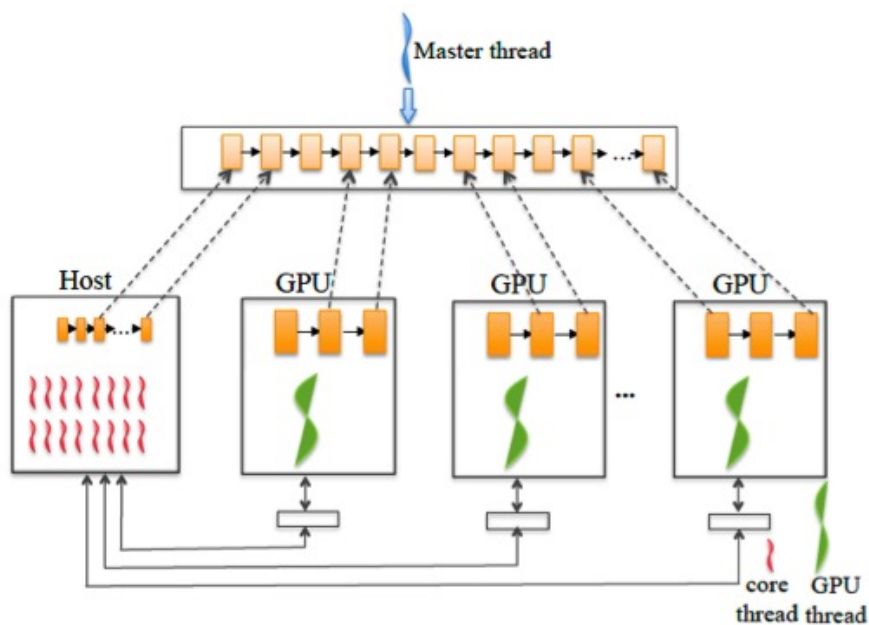 Master thread
...
Host
GPU
GPU
GPU
...
...
core
thread
GPU
thread